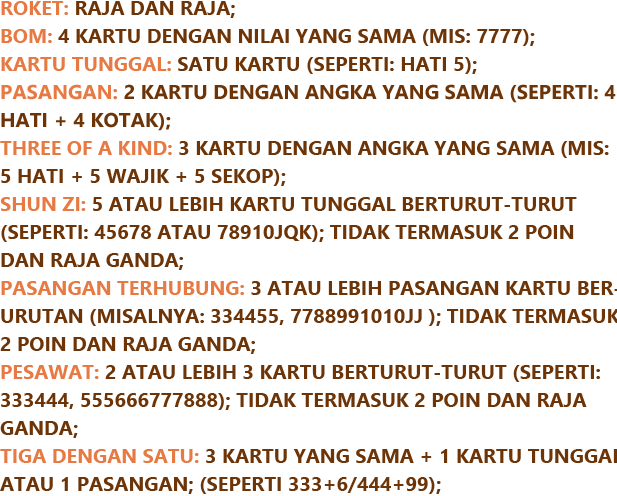 ROKET: RAJA DAN RAJA;
BOM: 4 KARTU DENGAN NILAI YANG SAMA (MIS: 7777);
KARTU TUNGGAL: SATU KARTU (SEPERTI: HATI 5);
PASANGAN: 2 KARTU DENGAN ANGKA YANG SAMA (SEPERTI: 4
HATI + 4 KOTAK);
THREE OF A KIND: 3 KARTU DENGAN ANGKA YANG SAMA (MIS:
5 HATI + 5 WAJIK + 5 SEKOP);
SHUN ZI: 5 ATAU LEBIH KARTU TUNGGAL BERTURUT-TURUT
(SEPERTI: 45678 ATAU 78910JQK); TIDAK TERMASUK 2 POIN
DAN RAJA GANDA;
PASANGAN TERHUBUNG: 3 ATAU LEBIH PASANGAN KARTU BER-
URUTAN (MISALNYA: 334455, 7788991010JJ ); TIDAK TERMASUK
2 POIN DAN RAJA GANDA;
PESAWAT: 2 ATAU LEBIH 3 KARTU BERTURUT-TURUT (SEPERTI:
333444, 555666777888); TIDAK TERMASUK 2 POIN DAN RAJA
GANDA;
TIGA DENGAN SATU: 3 KARTU YANG SAMA + 1 KARTU TUNGGAL
ATAU 1 PASANGAN; (SEPERTI 333+6/444+99);